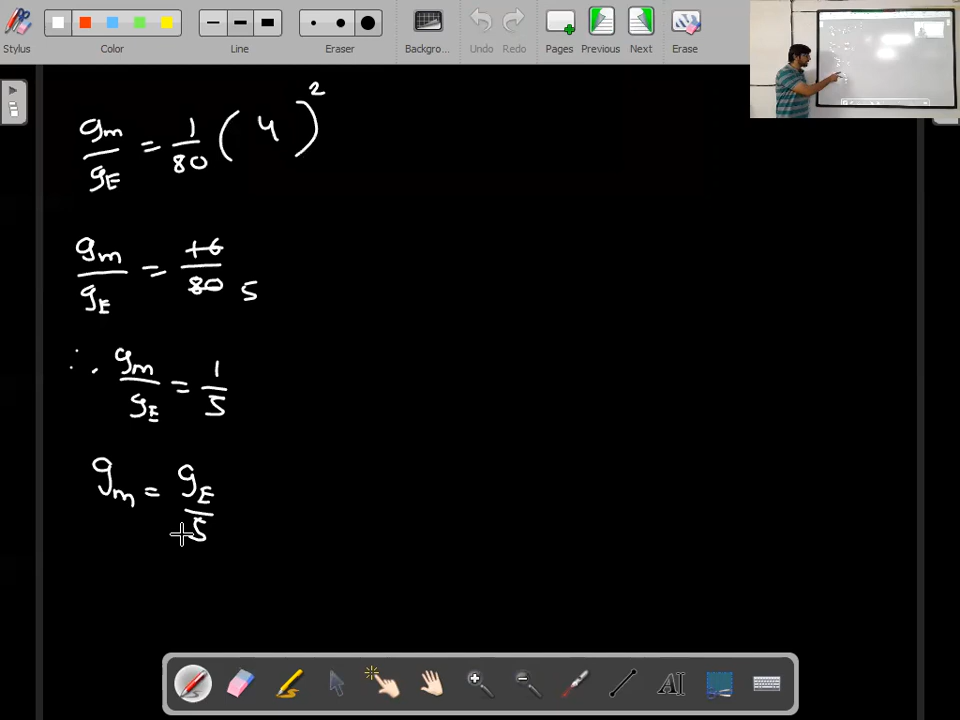 Stylus
Color
Line
Eraser
Backgro...
Undo
Redo
Pages
Previous
Next
Erase
gm/gE = 1/80 ( 4 )²
gm/gE = 16/80 5
∴ gm/gE = 1/5
gm = gE/5